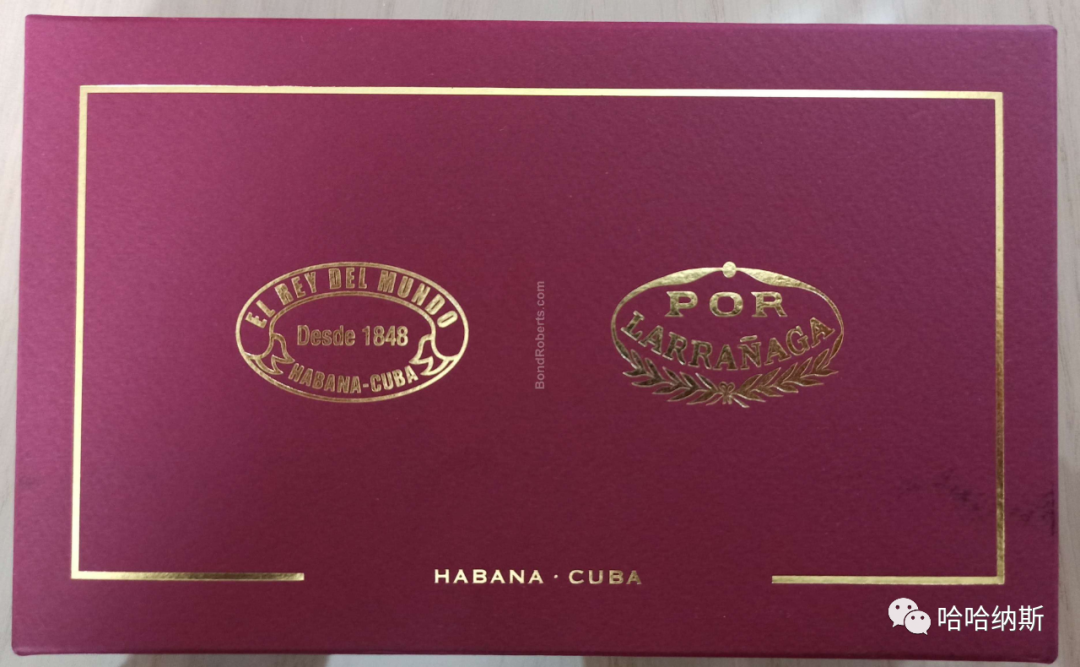 EL REY DEL MUNDO
Desde 1848
HABANA-CUBA
BondRoberts.com
POR
LARRAÑAGA
HABANA · CUBA
哈哈纳斯